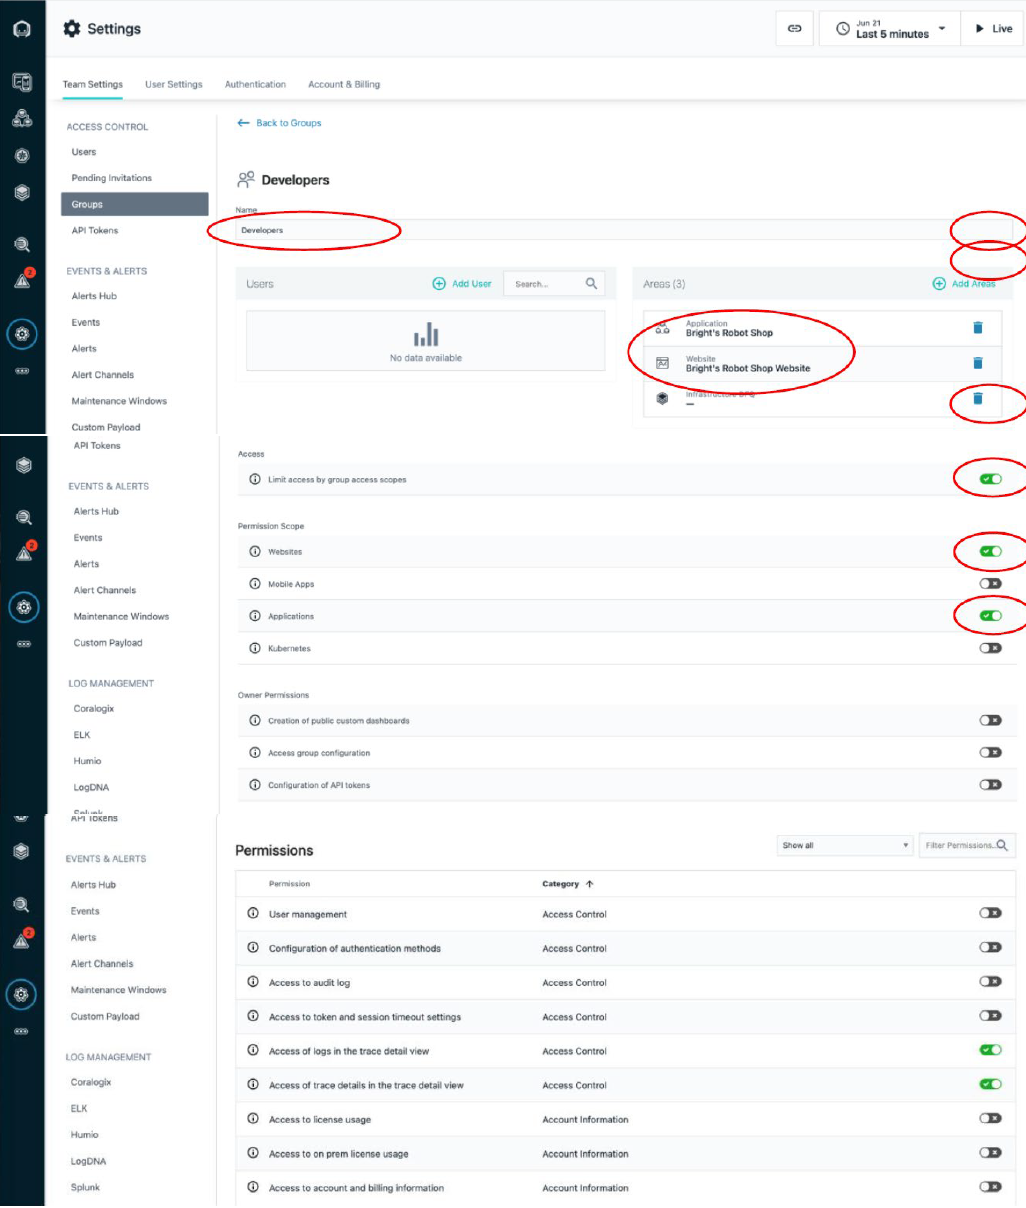 Settings
Jun 21
Last 5 minutes
Live
Team Settings
User Settings
Authentication
Account & Billing
ACCESS CONTROL
Users
Pending Invitations
Groups
API Tokens
EVENTS & ALERTS
Alerts Hub
2
Events
Alerts
Alert Channels
Maintenance Windows
Custom Payload
Back to Groups
Developers
Name
Developers
Users
Add User
Search...
No data available
Areas (3)
Add Areas
Application
Bright's Robot Shop
Website
Bright's Robot Shop Website
Infrastructure DFQ
—
API Tokens
EVENTS & ALERTS
Alerts Hub
Events
2
Alerts
Alert Channels
Maintenance Windows
Custom Payload
LOG MANAGEMENT
Coralogix
ELK
Humio
LogDNA
Splunk
Access
Limit access by group access scopes
Permission Scope
Websites
Mobile Apps
Applications
Kubernetes
Owner Permissions
Creation of public custom dashboards
Access group configuration
Configuration of API tokens
API Tokens
EVENTS & ALERTS
Alerts Hub
Events
2
Alerts
Alert Channels
Maintenance Windows
Custom Payload
LOG MANAGEMENT
Coralogix
ELK
Humio
LogDNA
Splunk
Permissions
Show all
Filter Permissions...
Permission Category
User management Access Control
Configuration of authentication methods Access Control
Access to audit log Access Control
Access to token and session timeout settings Access Control
Access of logs in the trace detail view Access Control
Access of trace details in the trace detail view Access Control
Access to license usage Account Information
Access to on prem license usage Account Information
Access to account and billing information Account Information